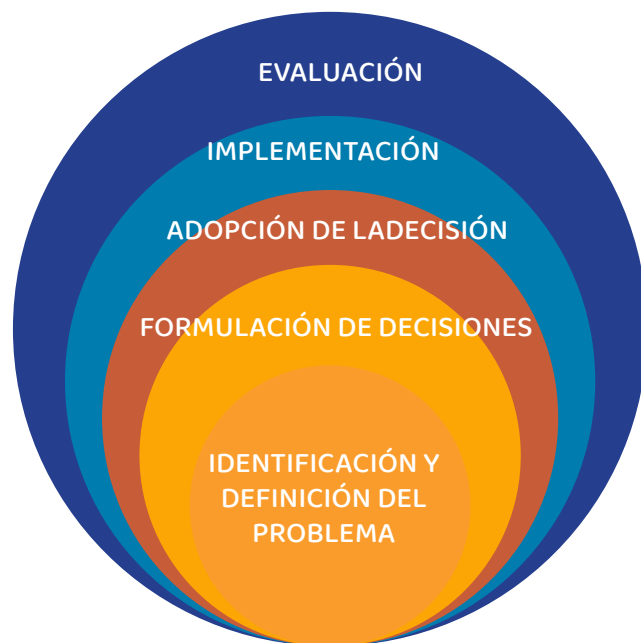 EVALUACIÓN
IMPLEMENTACIÓN
ADOPCIÓN DE LADECISIÓN
FORMULACIÓN DE DECISIONES
IDENTIFICACIÓN Y
DEFINICIÓN DEL
PROBLEMA